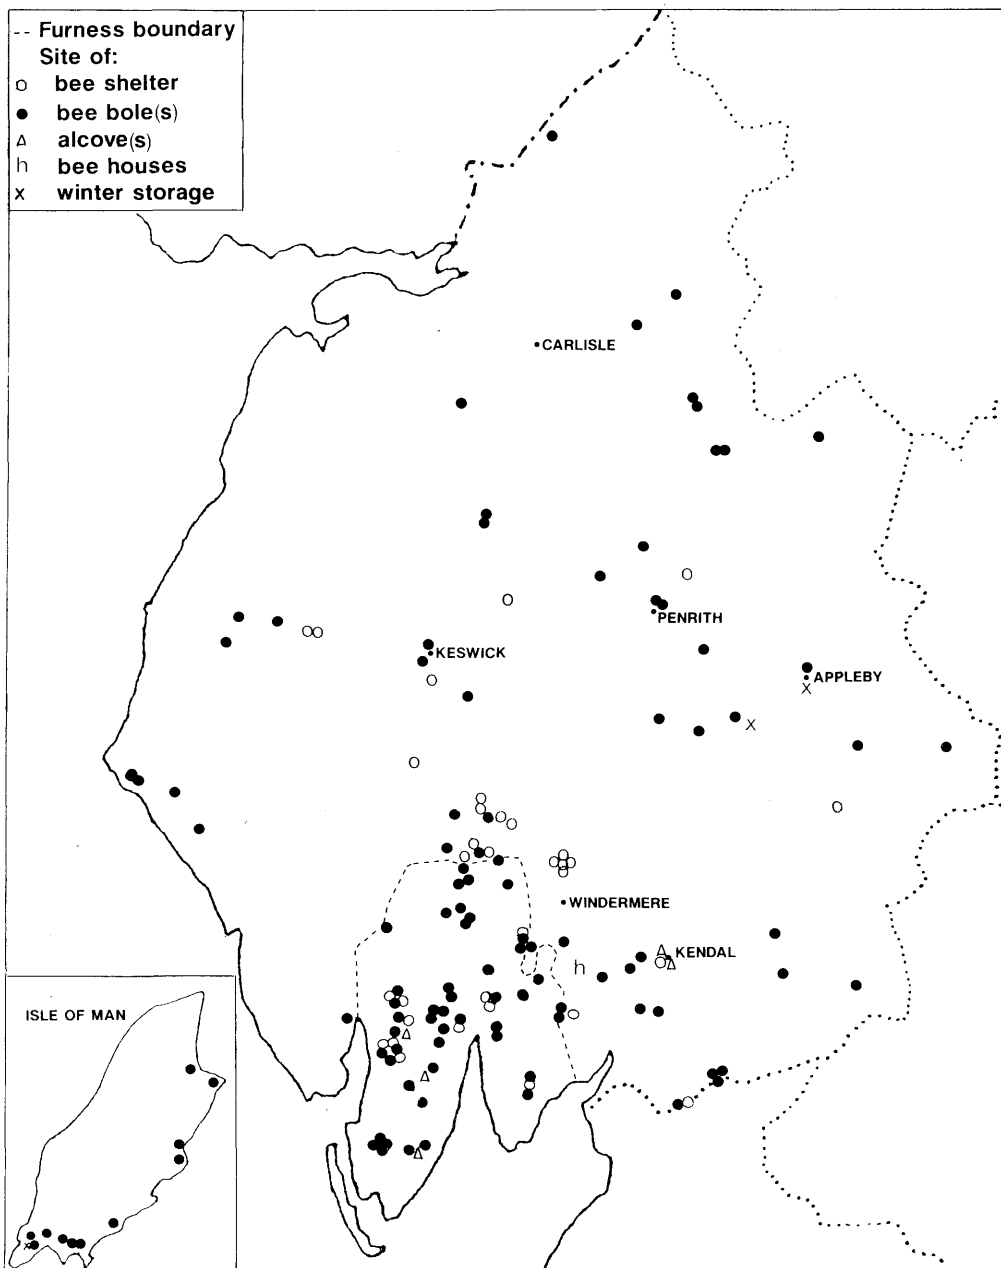 -- Furness boundary
Site of:
o bee shelter
● bee bole(s)
△ alcove(s)
h bee houses
x winter storage
CARLISLE
PENRITH
KESWICK
APPLEBY
X
X
WINDERMERE
KENDAL
h
ISLE OF MAN
x